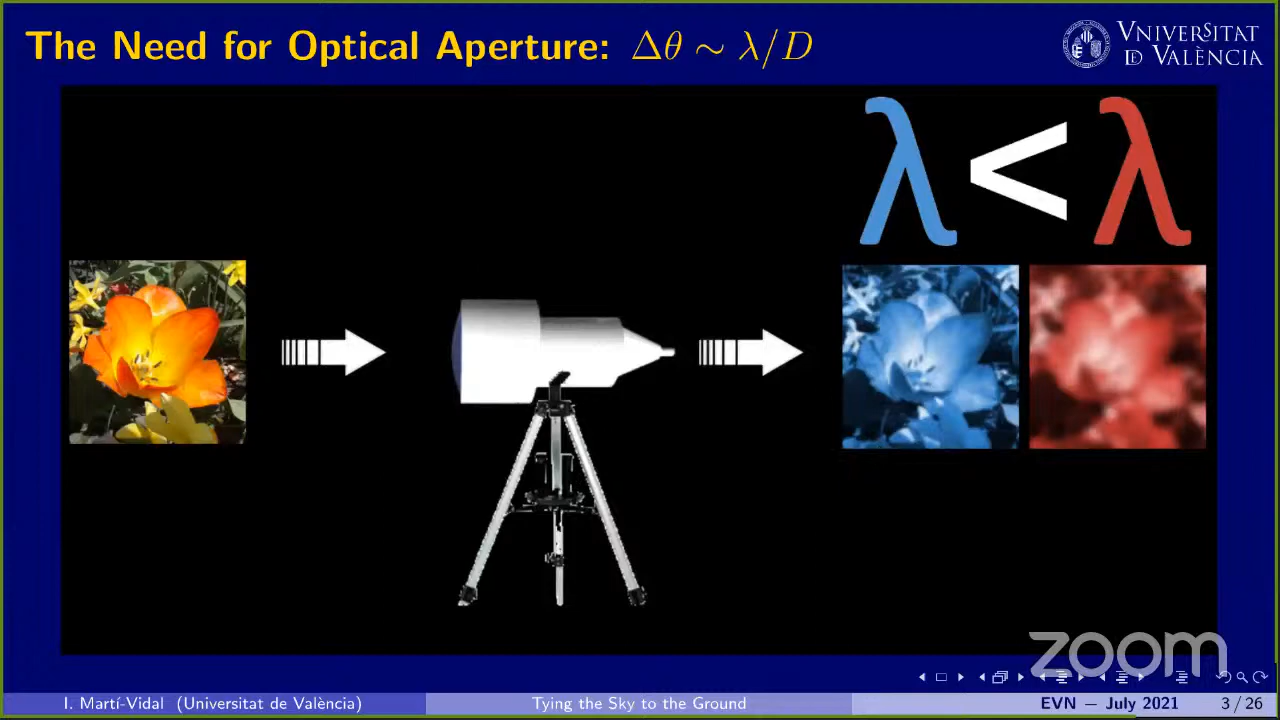 The Need for Optical Aperture: Δθ ∼ λ/D
VNIVERSITAT
DE VALÈNCIA
λ < λ
zoom
I. Martí-Vidal (Universitat de València)
Tying the Sky to the Ground
EVN — July 2021
3 / 26